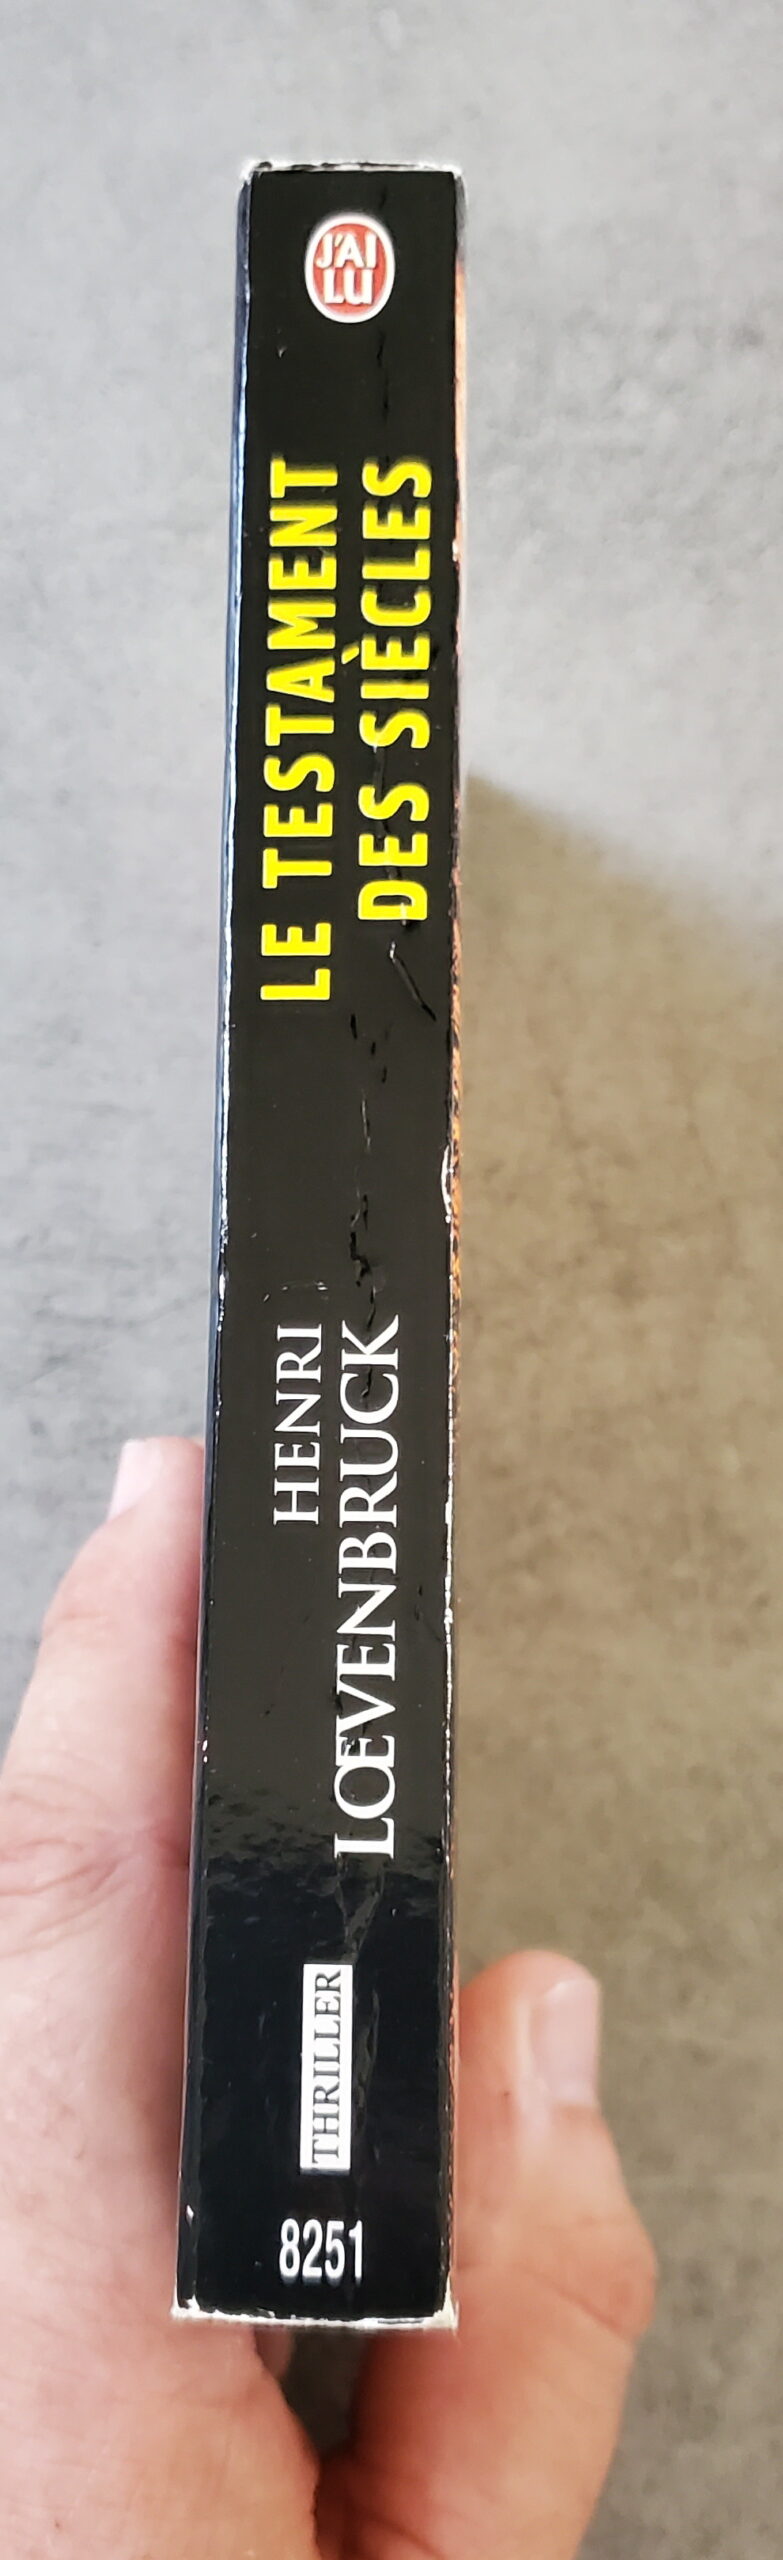 J'AI
LU
LE TESTAMENT
DES SIÈCLES
HENRI
LŒVENBRUCK
THRILLER
8251